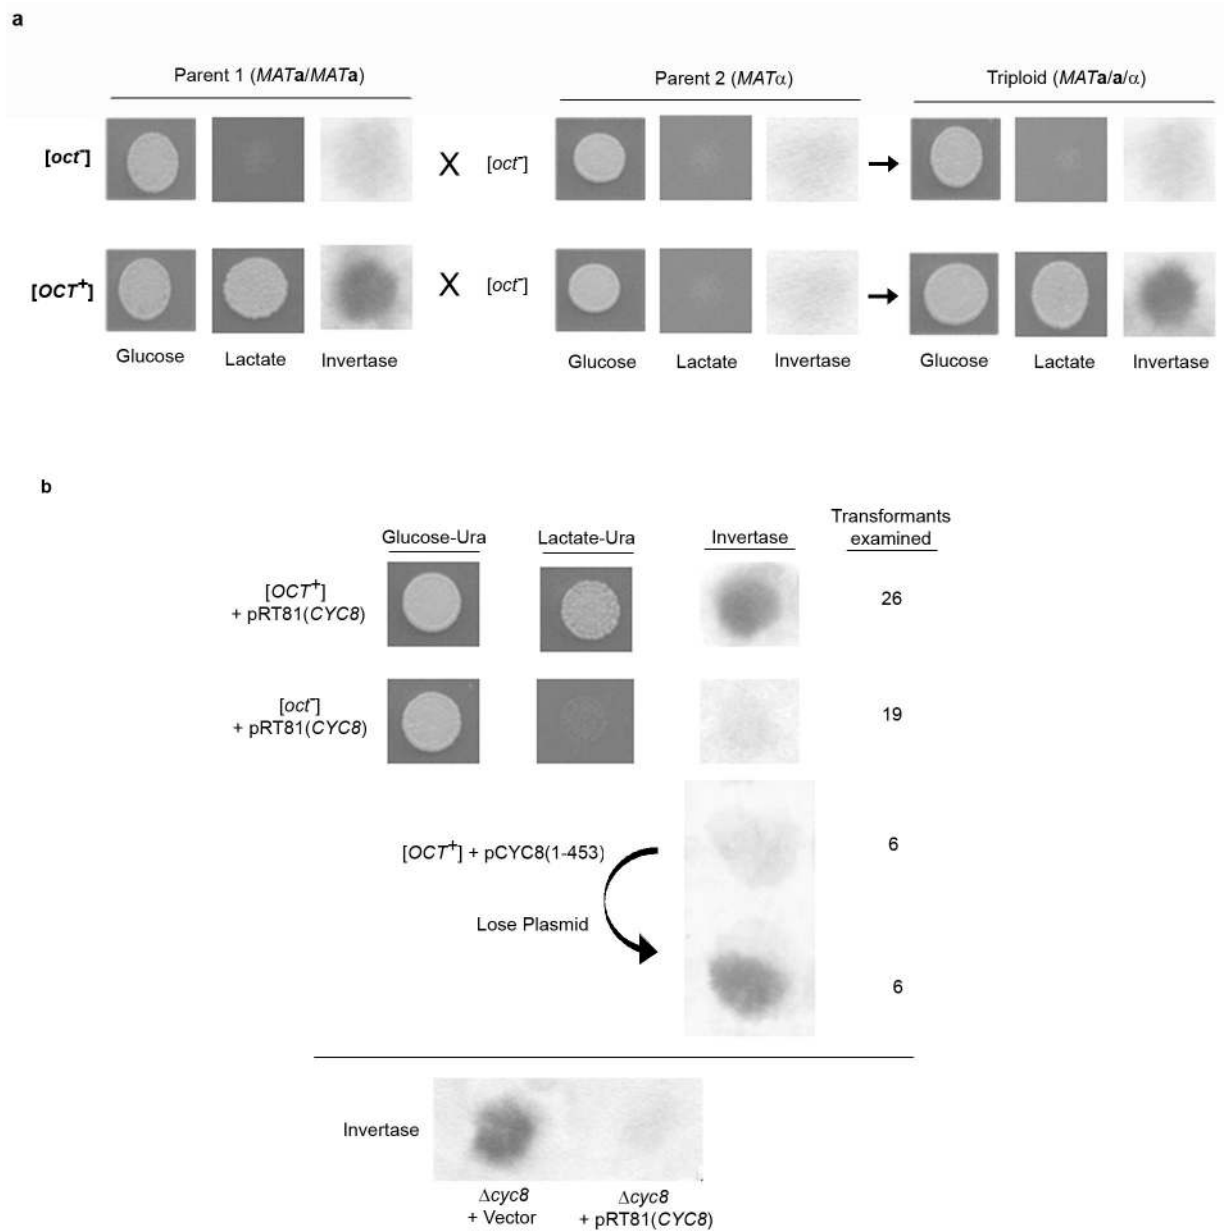 a
Parent 1 (MATa/MATa)
Parent 2 (MATα)
Triploid (MATa/a/α)
[oct⁻]
X
[oct⁻]
[OCT⁺]
X
[oct⁻]
Glucose
Lactate
Invertase
Glucose
Lactate
Invertase
Glucose
Lactate
Invertase
b
Glucose-Ura
Lactate-Ura
Invertase
Transformants
examined
[OCT⁺]
+ pRT81(CYC8)
26
[oct⁻]
+ pRT81(CYC8)
19
[OCT⁺] + pCYC8(1-453)
6
Lose Plasmid
6
Invertase
Δcyc8
+ Vector
Δcyc8
+ pRT81(CYC8)